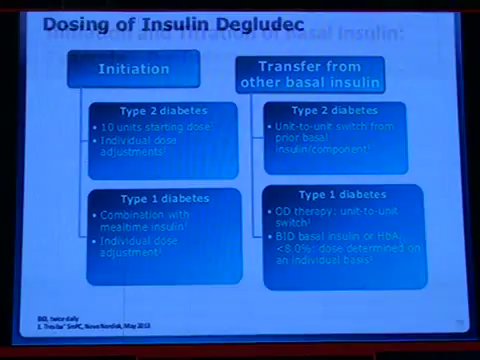 Dosing of Insulin Degludec
Initiation
Type 2 diabetes
• 10 units starting dose¹
• Individual dose
adjustments¹
Type 1 diabetes
• Combination with
mealtime insulin¹
• Individual dose
adjustment¹
Transfer from
other basal insulin
Type 2 diabetes
• Unit-to-unit switch from
prior basal
insulin/component¹
Type 1 diabetes
• OD therapy: unit-to-unit
switch¹
• BID basal insulin or HbA
<8.0%: dose determined on
an individual basis¹
BID, twice-daily
1. Tresiba® SmPC, Novo Nordisk, May 2013